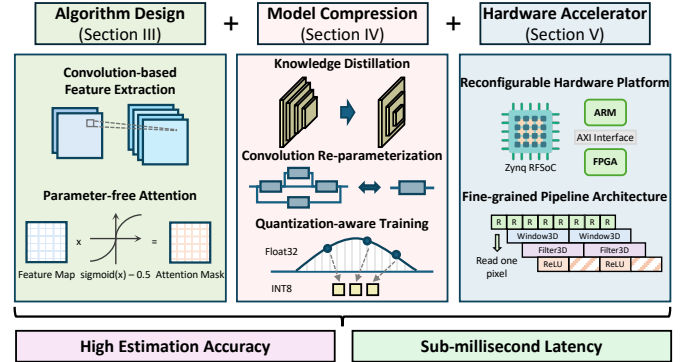 Algorithm Design
(Section III)
+
Model Compression
(Section IV)
+
Hardware Accelerator
(Section V)
Convolution-based
Feature Extraction
Parameter-free Attention
x
=
Feature Map
sigmoid(x) – 0.5
Attention Mask
Knowledge Distillation
Convolution Re-parameterization
Quantization-aware Training
Float32
INT8
Reconfigurable Hardware Platform
ARM
AXI Interface
FPGA
Zynq RFSoC
Fine-grained Pipeline Architecture
R R R R R R R R
Window3D Window3D
Filter3D Filter3D
ReLU ReLU
Read one
pixel
High Estimation Accuracy
Sub-millisecond Latency